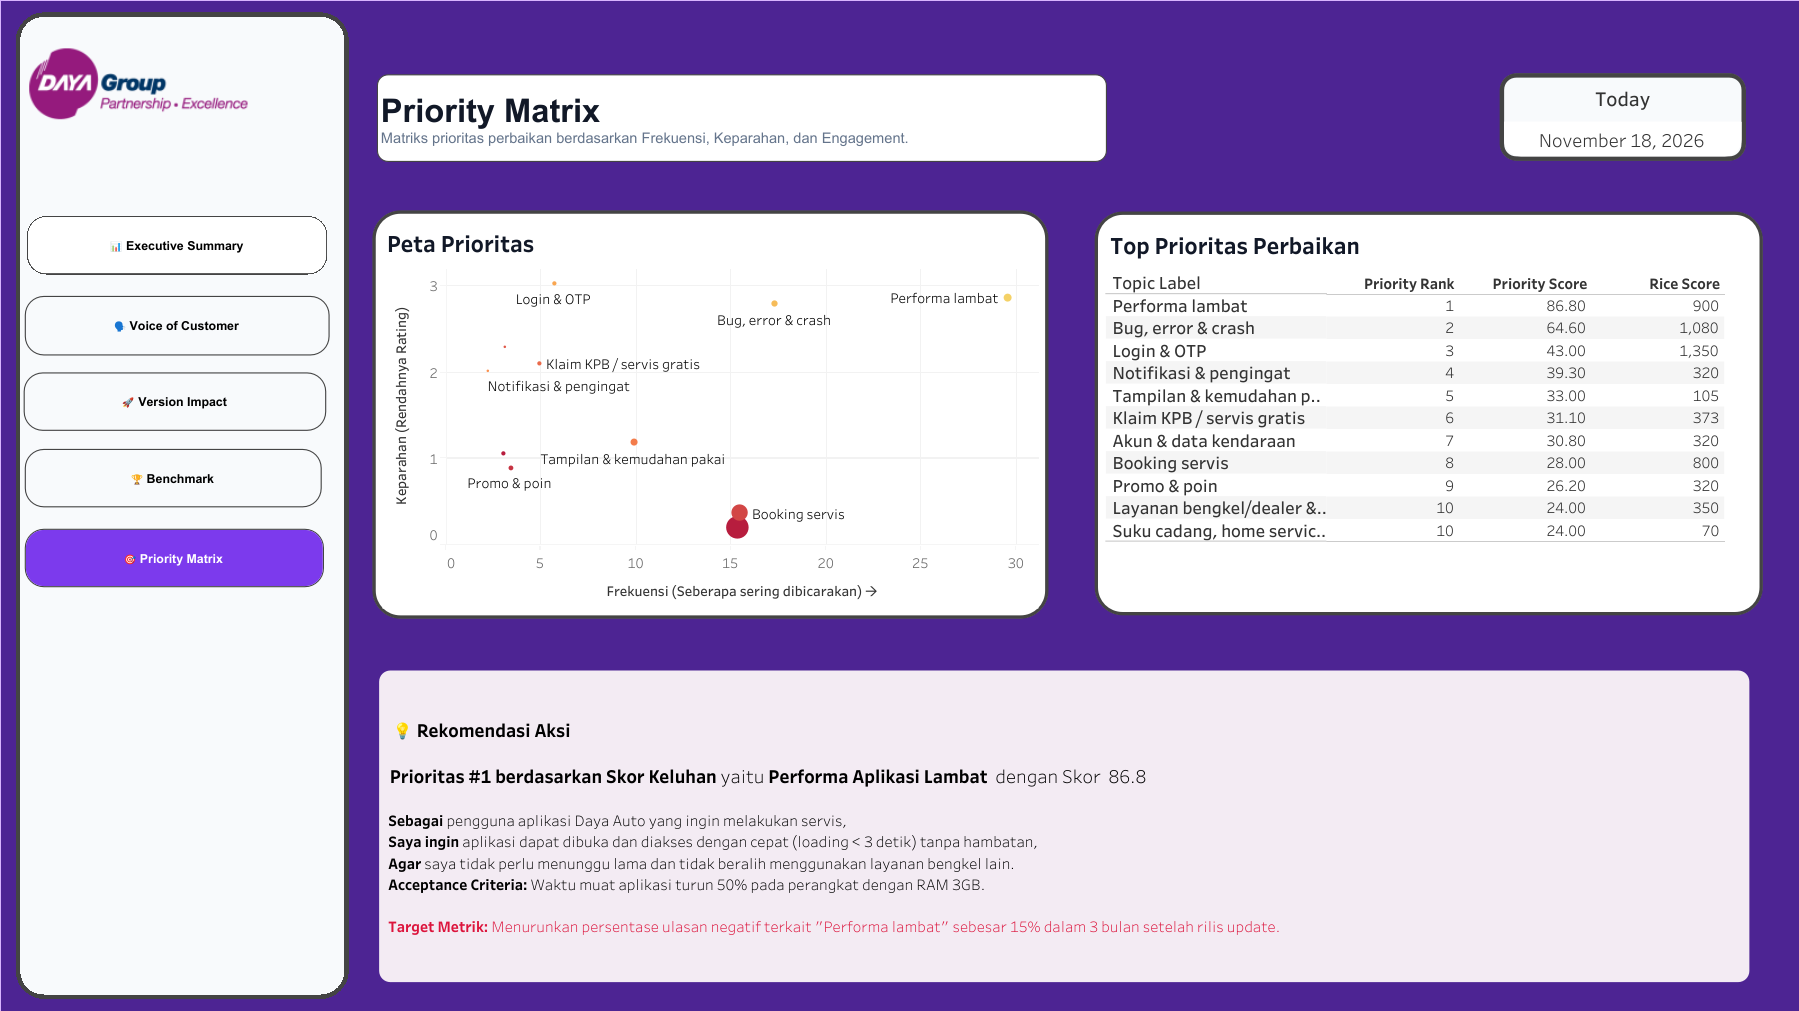 DAYA Group
Partnership • Excellence
📊 Executive Summary
🗣 Voice of Customer
🚀 Version Impact
🏆 Benchmark
🎯 Priority Matrix
Priority Matrix
Matriks prioritas perbaikan berdasarkan Frekuensi, Keparahan, dan Engagement.
Today
November 18, 2026
Peta Prioritas
Keparahan (Rendahnya Rating)
3
2
1
0
Login & OTP
Performa lambat
Bug, error & crash
Klaim KPB / servis gratis
Notifikasi & pengingat
Tampilan & kemudahan pakai
Promo & poin
Booking servis
0 5 10 15 20 25 30
Frekuensi (Seberapa sering dibicarakan) →
Top Prioritas Perbaikan
Topic Label Priority Rank Priority Score Rice Score
Performa lambat 1 86.80 900
Bug, error & crash 2 64.60 1,080
Login & OTP 3 43.00 1,350
Notifikasi & pengingat 4 39.30 320
Tampilan & kemudahan p.. 5 33.00 105
Klaim KPB / servis gratis 6 31.10 373
Akun & data kendaraan 7 30.80 320
Booking servis 8 28.00 800
Promo & poin 9 26.20 320
Layanan bengkel/dealer &.. 10 24.00 350
Suku cadang, home servic.. 10 24.00 70
💡 Rekomendasi Aksi
Prioritas #1 berdasarkan Skor Keluhan yaitu Performa Aplikasi Lambat dengan Skor 86.8
Sebagai pengguna aplikasi Daya Auto yang ingin melakukan servis,
Saya ingin aplikasi dapat dibuka dan diakses dengan cepat (loading < 3 detik) tanpa hambatan,
Agar saya tidak perlu menunggu lama dan tidak beralih menggunakan layanan bengkel lain.
Acceptance Criteria: Waktu muat aplikasi turun 50% pada perangkat dengan RAM 3GB.
Target Metrik: Menurunkan persentase ulasan negatif terkait "Performa lambat" sebesar 15% dalam 3 bulan setelah rilis update.